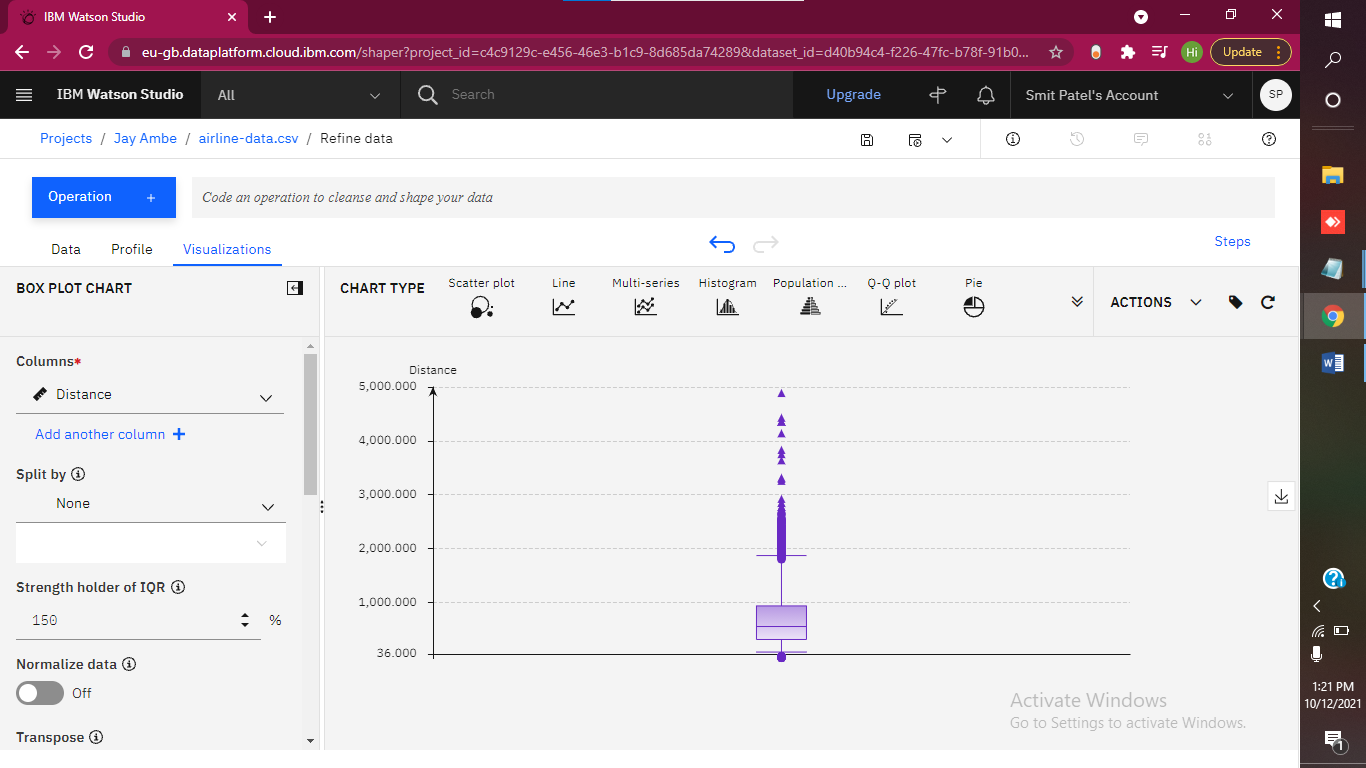 IBM Watson Studio
eu-gb.dataplatform.cloud.ibm.com/shaper?project_id=c4c9129c-e456-46e3-b1c9-8d685da74289&dataset_id=d40b94c4-f226-47fc-b78f-91b0...
Hi
Update
IBM Watson Studio
All
Search
Upgrade
Smit Patel's Account
SP
Projects / Jay Ambe / airline-data.csv / Refine data
Operation +
Code an operation to cleanse and shape your data
Data Profile Visualizations
Steps
BOX PLOT CHART
CHART TYPE
Scatter plot Line Multi-series Histogram Population ... Q-Q plot Pie
ACTIONS
Columns*
Distance
Add another column +
Split by
None
Strength holder of IQR
150 %
Normalize data
Off
Transpose
Distance
5,000.000
4,000.000
3,000.000
2,000.000
1,000.000
36.000
Activate Windows
Go to Settings to activate Windows.
1:21 PM
10/12/2021
1